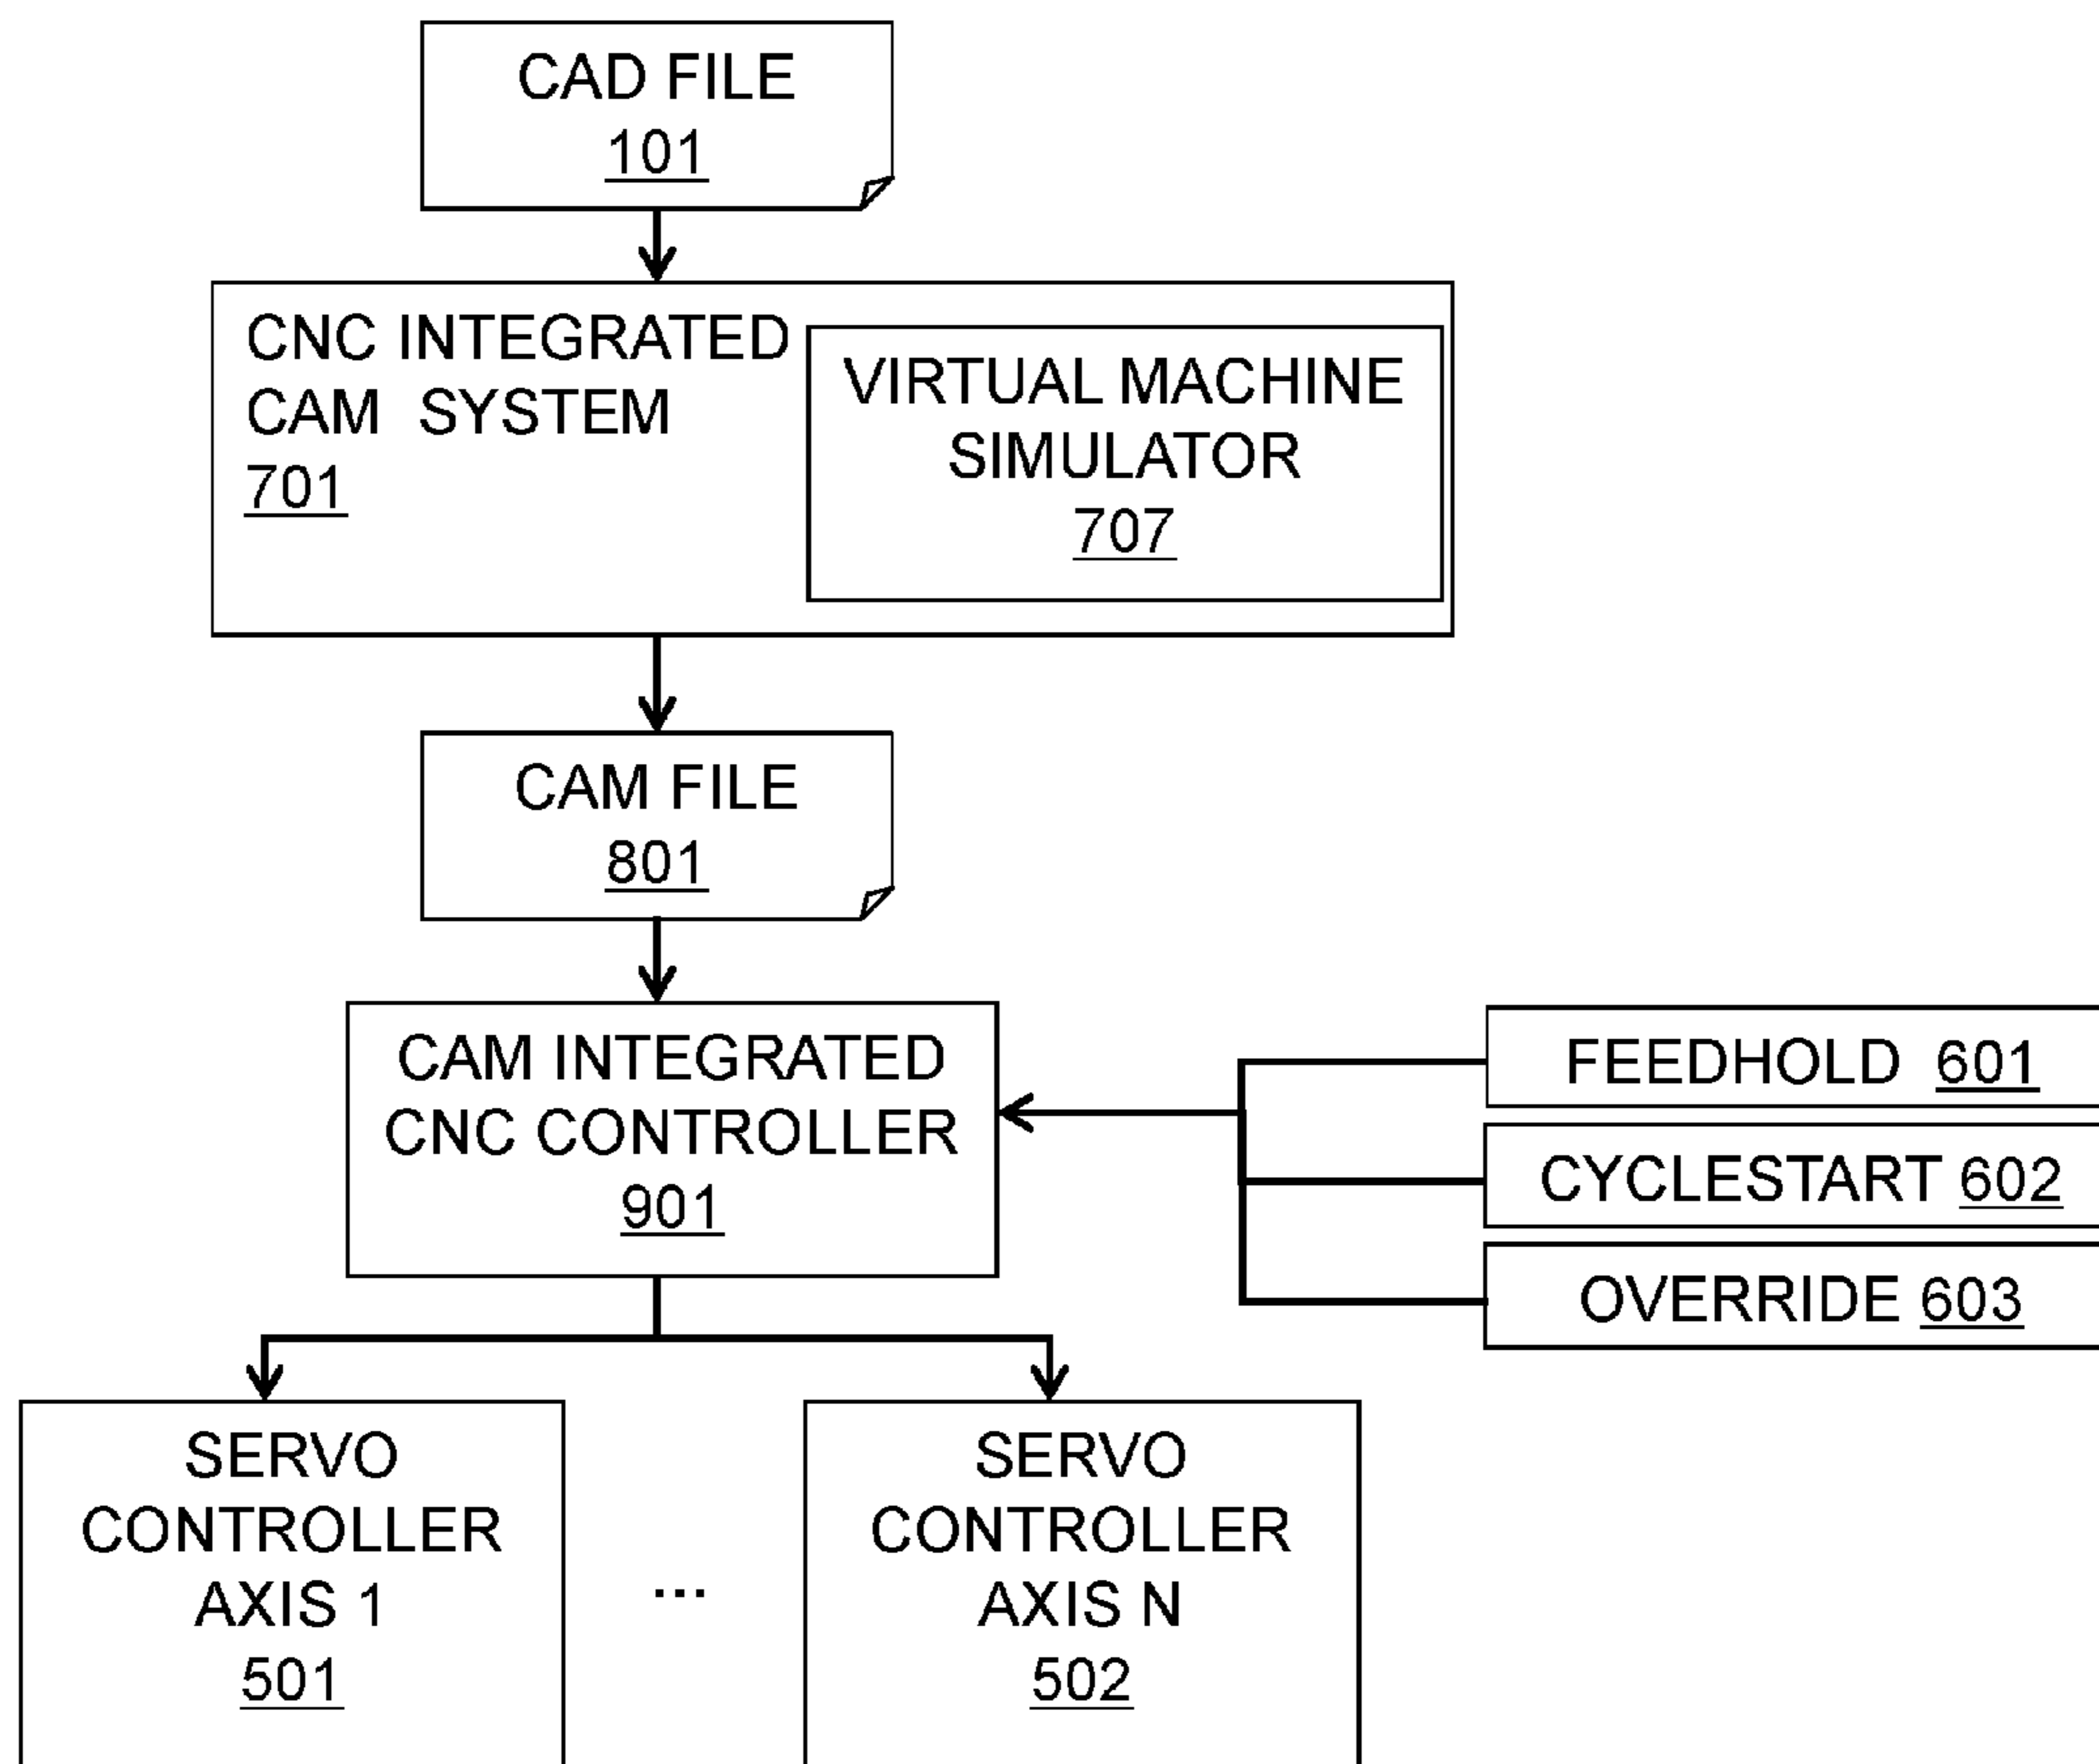 CAD FILE
101
CNC INTEGRATED
CAM SYSTEM
701
VIRTUAL MACHINE
SIMULATOR
707
CAM FILE
801
CAM INTEGRATED
CNC CONTROLLER
901
FEEDHOLD 601
CYCLESTART 602
OVERRIDE 603
SERVO
CONTROLLER
AXIS 1
501
...
SERVO
CONTROLLER
AXIS N
502